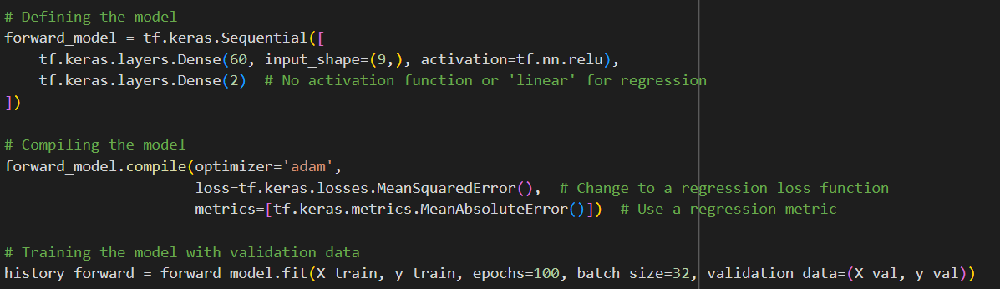 # Defining the model
forward_model = tf.keras.Sequential([
    tf.keras.layers.Dense(60, input_shape=(9,), activation=tf.nn.relu),
    tf.keras.layers.Dense(2)  # No activation function or 'linear' for regression
])

# Compiling the model
forward_model.compile(optimizer='adam',
                      loss=tf.keras.losses.MeanSquaredError(),  # Change to a regression loss function
                      metrics=[tf.keras.metrics.MeanAbsoluteError()])  # Use a regression metric

# Training the model with validation data
history_forward = forward_model.fit(X_train, y_train, epochs=100, batch_size=32, validation_data=(X_val, y_val))